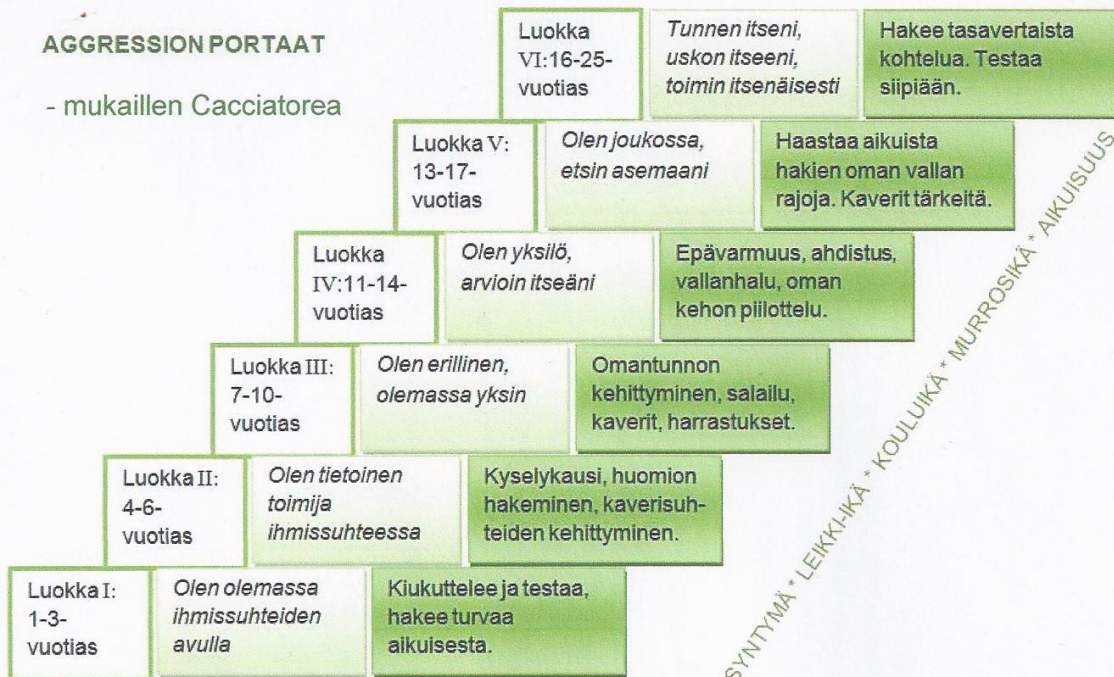 AGGRESSION PORTAAT
- mukaillen Cacciatorea
Luokka
VI:16-25-
vuotias
Tunnen itseni,
uskon itseeni,
toimin itsenäisesti
Hakee tasavertaista
kohtelua. Testaa
siipiään.
Luokka V:
13-17-
vuotias
Olen joukossa,
etsin asemaani
Haastaa aikuista
hakien oman vallan
rajoja. Kaverit tärkeitä.
Luokka
IV:11-14-
vuotias
Olen yksilö,
arvioin itseäni
Epävarmuus, ahdistus,
vallanhalu, oman
kehon piilottelu.
Luokka III:
7-10-
vuotias
Olen erillinen,
olemassa yksin
Omantunnon
kehittyminen, salailu,
kaverit, harrastukset.
Luokka II:
4-6-
vuotias
Olen tietoinen
toimija
ihmissuhteessa
Kyselykausi, huomion
hakeminen, kaverisuh-
teiden kehittyminen.
Luokka I:
1-3-
vuotias
Olen olemassa
ihmissuhteiden
avulla
Kiukuttelee ja testaa,
hakee turvaa
aikuisesta.
SYNTYMÄ * LEIKKI-IKÄ * KOULUIKÄ * MURROSIKÄ * AIKUISUUS